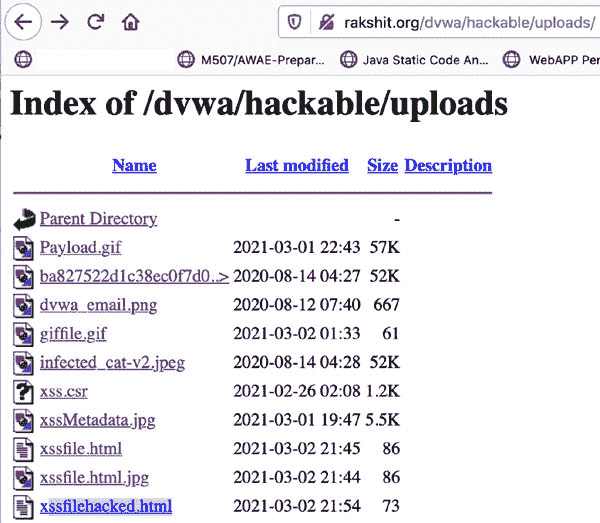 rakshit.org/dvwa/hackable/uploads/
M507/AWAE-Prepar... Java Static Code An... WebAPP Per
Index of /dvwa/hackable/uploads
Name Last modified Size Description
Parent Directory -
Payload.gif 2021-03-01 22:43 57K
ba827522d1c38ec0f7d0..> 2020-08-14 04:27 52K
dvwa_email.png 2020-08-12 07:40 667
giffile.gif 2021-03-02 01:33 61
infected_cat-v2.jpeg 2020-08-14 04:28 52K
xss.csr 2021-02-26 02:08 1.2K
xssMetadata.jpg 2021-03-01 19:47 5.5K
xssfile.html 2021-03-02 21:45 86
xssfile.html.jpg 2021-03-02 21:44 86
xssfilehacked.html 2021-03-02 21:54 73